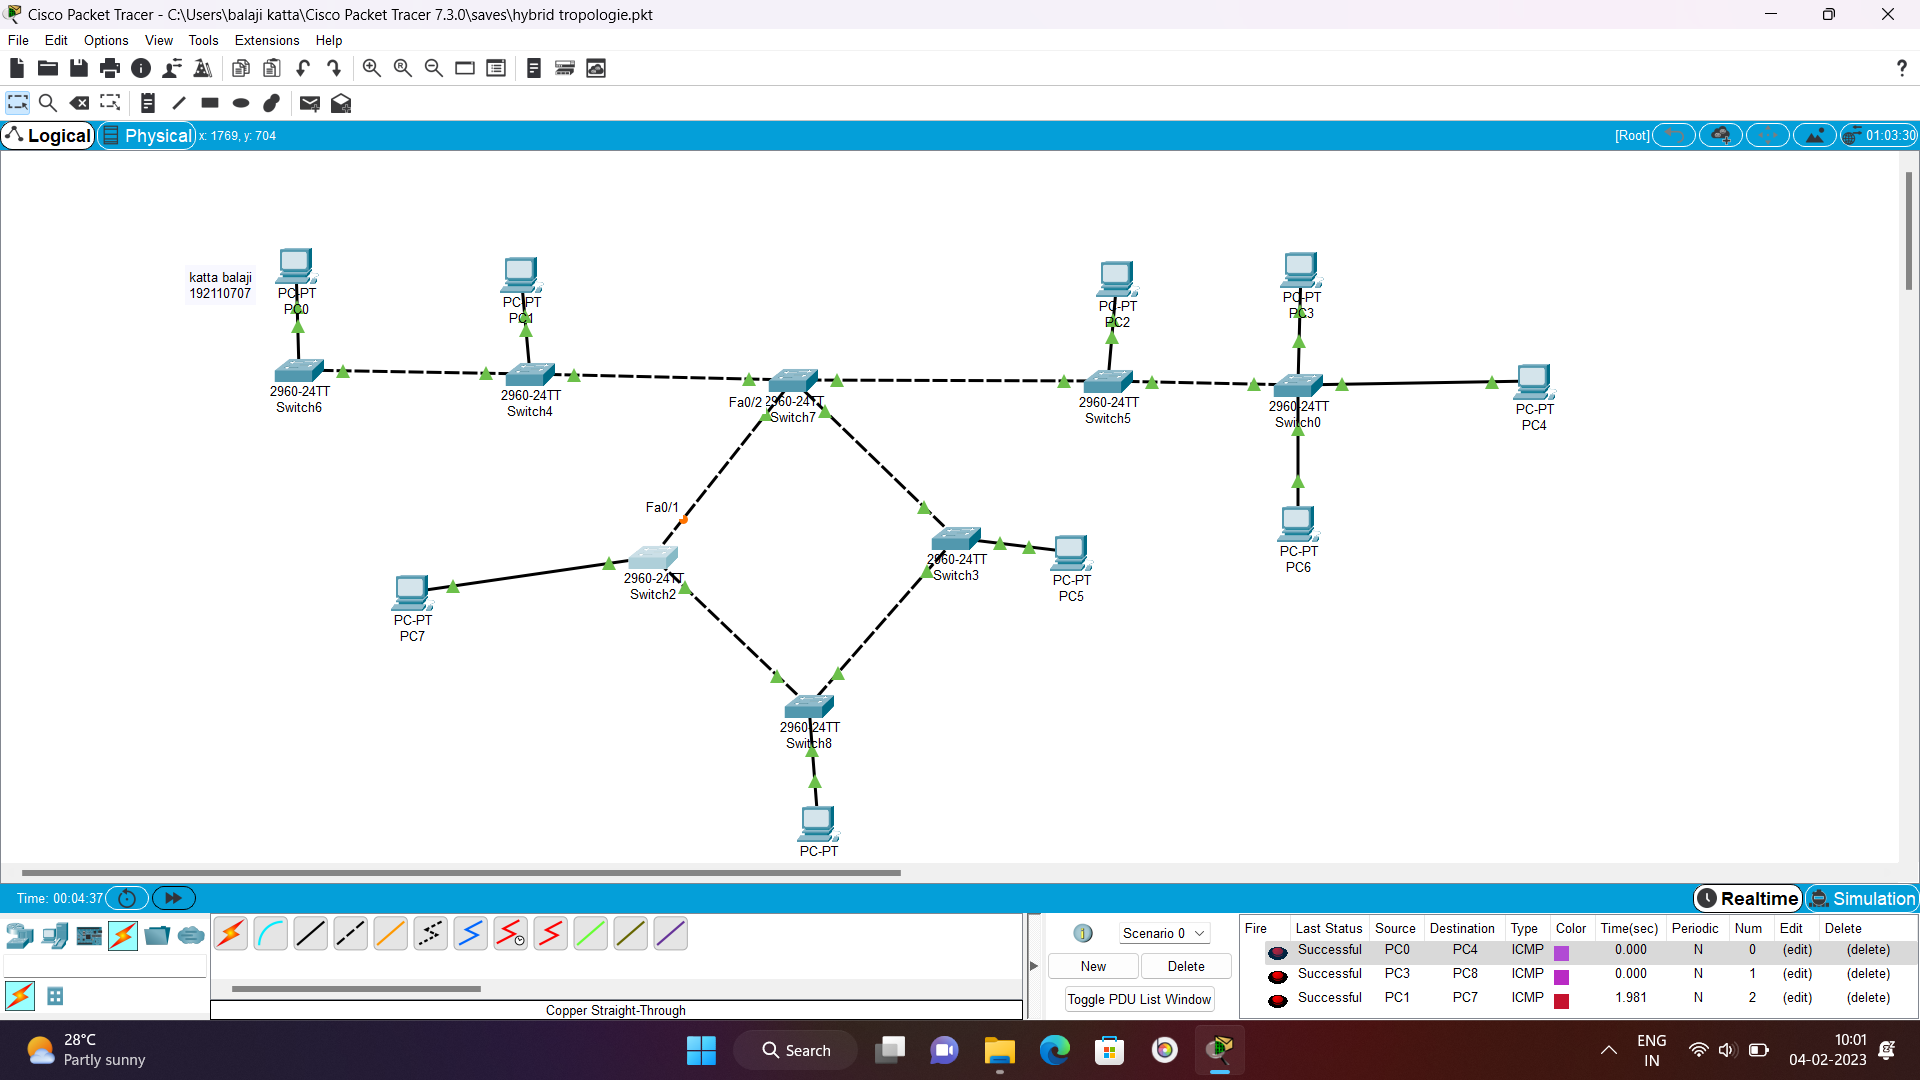 Cisco Packet Tracer - C:\Users\balaji katta\Cisco Packet Tracer 7.3.0\saves\hybrid tropologie.pkt
File Edit Options View Tools Extensions Help
?
Logical Physical x: 1769, y: 704 [Root] 01:03:30
katta balaji
192110707
PC-PT
PC0
PC-PT
PC1
PC-PT
PC2
PC-PT
PC3
2960-24TT
Switch6
2960-24TT
Switch4
Fa0/2 2960-24TT
Switch7
2960-24TT
Switch5
2960-24TT
Switch0
PC-PT
PC4
Fa0/1
2960-24TT
Switch2
2960-24TT
Switch3
PC-PT
PC5
PC-PT
PC6
PC-PT
PC7
2960-24TT
Switch8
PC-PT
Time: 00:04:37 Realtime Simulation
Scenario 0
New Delete
Toggle PDU List Window
Copper Straight-Through
Fire Last Status Source Destination Type Color Time(sec) Periodic Num Edit Delete
Successful PC0 PC4 ICMP 0.000 N 0 (edit) (delete)
Successful PC3 PC8 ICMP 0.000 N 1 (edit) (delete)
Successful PC1 PC7 ICMP 1.981 N 2 (edit) (delete)
28°C
Partly sunny
Search
ENG
IN
10:01
04-02-2023